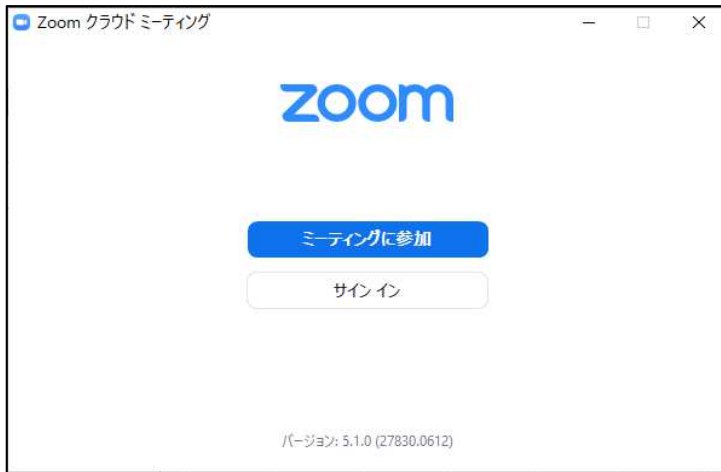 Zoom クラウド ミーティング
zoom
ミーティングに参加
サイン イン
バージョン: 5.1.0 (27830.0612)